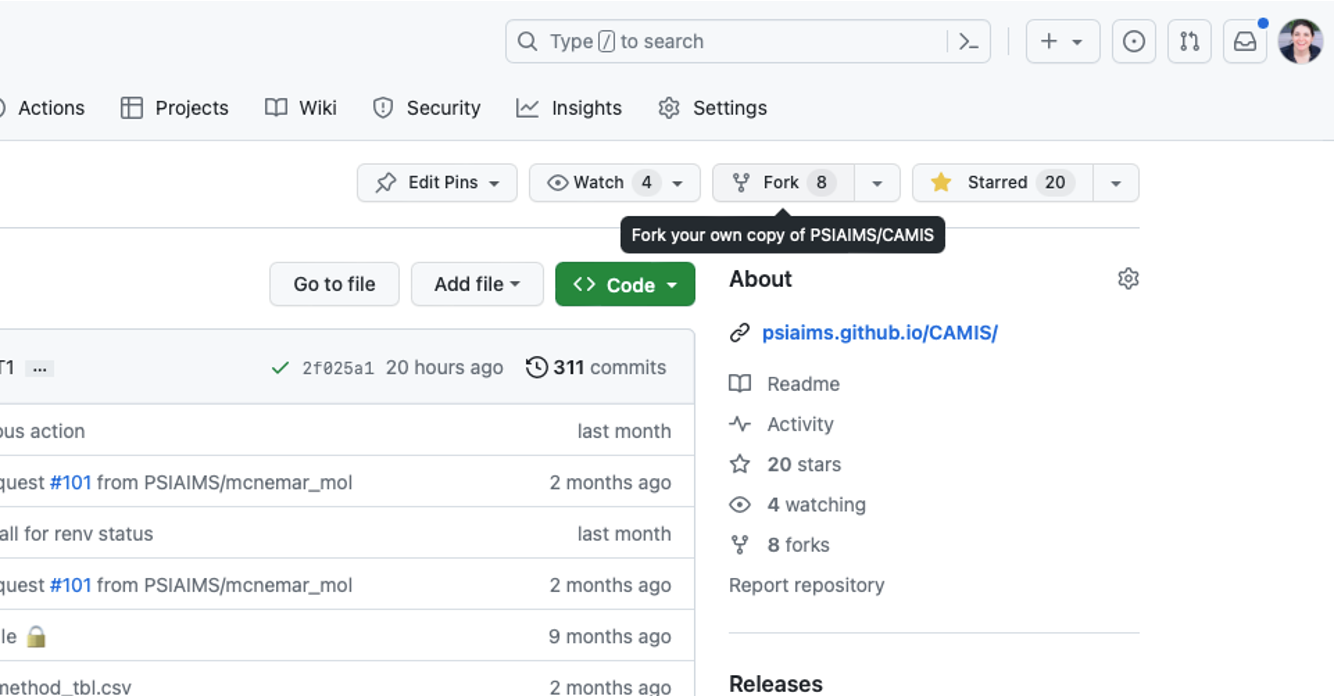 Type / to search
Actions Projects Wiki Security Insights Settings
Edit Pins Watch 4 Fork 8 Starred 20
Fork your own copy of PSIAIMS/CAMIS
Go to file Add file Code
About
psiaims.github.io/CAMIS/
T1 ... 2f025a1 20 hours ago 311 commits
Readme
Activity
ous action last month
20 stars
quest #101 from PSIAIMS/mcnemar_mol 2 months ago
4 watching
all for renv status last month
8 forks
quest #101 from PSIAIMS/mcnemar_mol 2 months ago
Report repository
le 9 months ago
method_tbl.csv 2 months ago
Releases